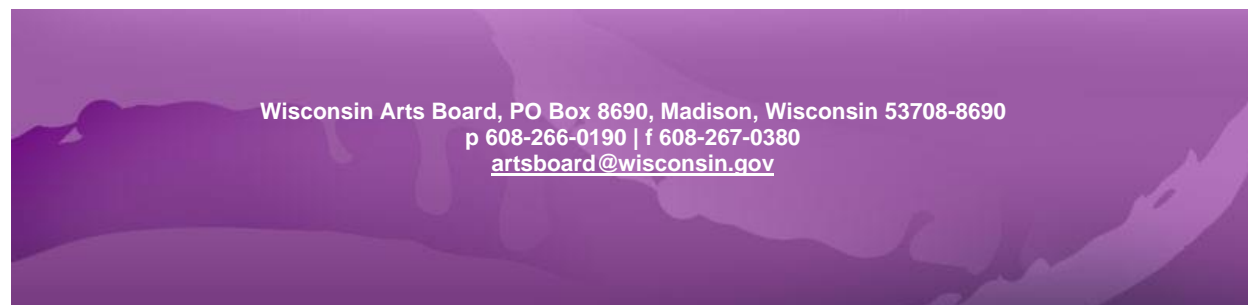 Wisconsin Arts Board, PO Box 8690, Madison, Wisconsin 53708-8690
p 608-266-0190 | f 608-267-0380
artsboard@wisconsin.gov